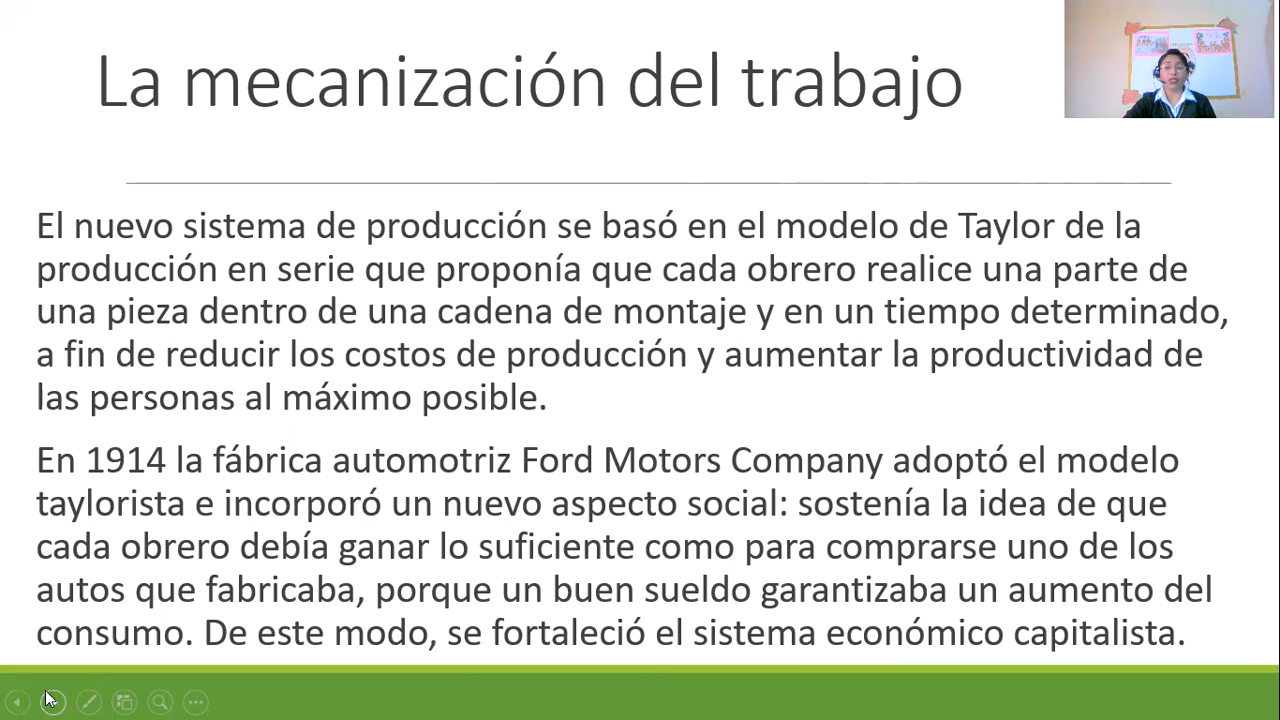 La mecanización del trabajo
El nuevo sistema de producción se basó en el modelo de Taylor de la
producción en serie que proponía que cada obrero realice una parte de
una pieza dentro de una cadena de montaje y en un tiempo determinado,
a fin de reducir los costos de producción y aumentar la productividad de
las personas al máximo posible.
En 1914 la fábrica automotriz Ford Motors Company adoptó el modelo
taylorista e incorporó un nuevo aspecto social: sostenía la idea de que
cada obrero debía ganar lo suficiente como para comprarse uno de los
autos que fabricaba, porque un buen sueldo garantizaba un aumento del
consumo. De este modo, se fortaleció el sistema económico capitalista.